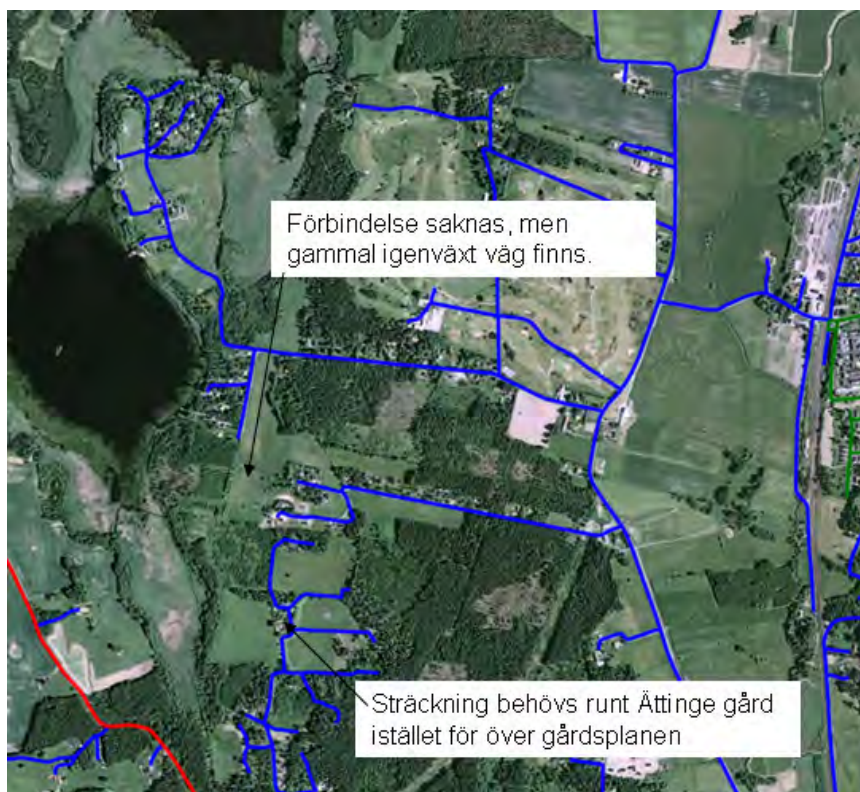 Förbindelse saknas, men
gammal igenväxt väg finns.
Sträckning behövs runt Ättinge gård
istället för över gårdsplanen